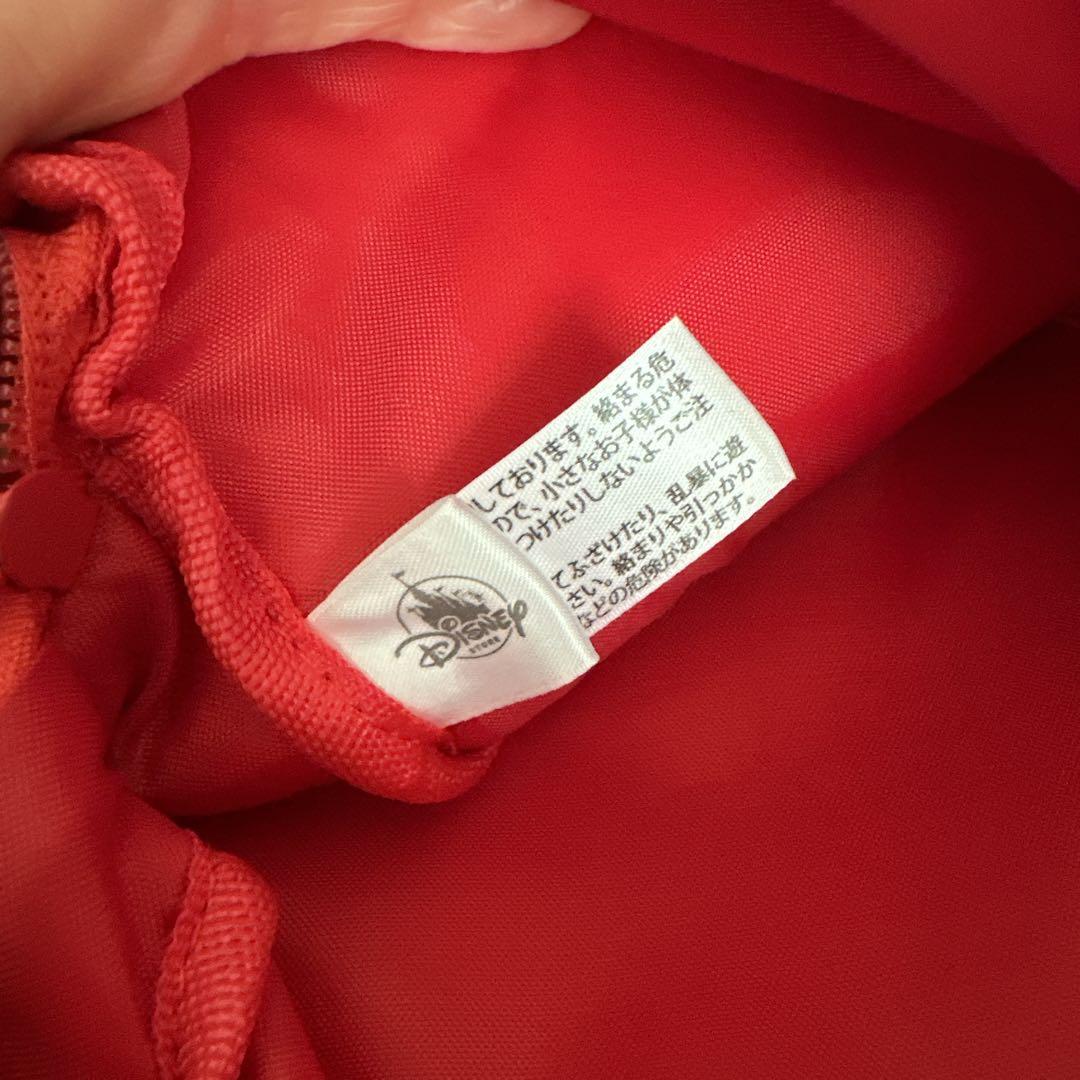 しております。絡まる危
ので、小さなお子様が体
つけたりしないようご注
てふざけたり、乱暴に遊
さい。絡まりや引っかか
などの危険があります。
Disney
STORE